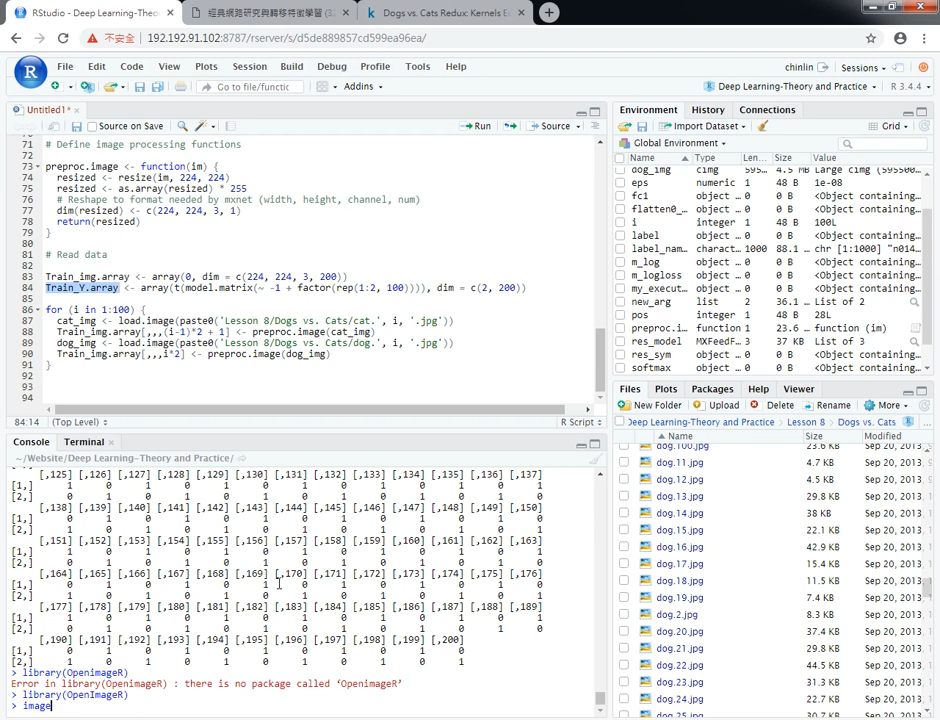 RStudio - Deep Learning-Theo
經典網路研究與轉移特徵學習 (3
Dogs vs. Cats Redux: Kernels E
不安全 192.192.91.102:8787/rserver/s/d5de889857cd599ea96ea/
File Edit Code View Plots Session Build Debug Profile Tools Help
chinlin Sessions
Go to file/functic Addins
Deep Learning-Theory and Practice R 3.4.4
Untitled1*
Source on Save Run Source
71 # Define image processing functions
72
73 preproc.image <- function(im) {
74 resized <- resize(im, 224, 224)
75 resized <- as.array(resized) * 255
76 # Reshape to format needed by mxnet (width, height, channel, num)
77 dim(resized) <- c(224, 224, 3, 1)
78 return(resized)
79 }
80
81 # Read data
82
83 Train_img.array <- array(0, dim = c(224, 224, 3, 200))
84 Train_Y.array <- array(t(model.matrix(~ -1 + factor(rep(1:2, 100)))), dim = c(2, 200))
85
86 for (i in 1:100) {
87 cat_img <- load.image(paste0('Lesson 8/Dogs vs. Cats/cat.', i, '.jpg'))
88 Train_img.array[,,,(i-1)*2 + 1] <- preproc.image(cat_img)
89 dog_img <- load.image(paste0('Lesson 8/Dogs vs. Cats/dog.', i, '.jpg'))
90 Train_img.array[,,,i*2] <- preproc.image(dog_img)
91 }
92
93
94
84:14 (Top Level) R Script
Console Terminal
~/Website/Deep Learning-Theory and Practice/
[,125] [,126] [,127] [,128] [,129] [,130] [,131] [,132] [,133] [,134] [,135] [,136] [,137]
[1,] 1 0 1 0 1 0 1 0 1 0 1 0 1
[2,] 0 1 0 1 0 1 0 1 0 1 0 1 0
[,138] [,139] [,140] [,141] [,142] [,143] [,144] [,145] [,146] [,147] [,148] [,149] [,150]
[1,] 0 1 0 1 0 1 0 1 0 1 0 1 0
[2,] 1 0 1 0 1 0 1 0 1 0 1 0 1
[,151] [,152] [,153] [,154] [,155] [,156] [,157] [,158] [,159] [,160] [,161] [,162] [,163]
[1,] 1 0 1 0 1 0 1 0 1 0 1 0 1
[2,] 0 1 0 1 0 1 0 1 0 1 0 1 0
[,164] [,165] [,166] [,167] [,168] [,169] [,170] [,171] [,172] [,173] [,174] [,175] [,176]
[1,] 0 1 0 1 0 1 0 1 0 1 0 1 0
[2,] 1 0 1 0 1 0 1 0 1 0 1 0 1
[,177] [,178] [,179] [,180] [,181] [,182] [,183] [,184] [,185] [,186] [,187] [,188] [,189]
[1,] 1 0 1 0 1 0 1 0 1 0 1 0 1
[2,] 0 1 0 1 0 1 0 1 0 1 0 1 0
[,190] [,191] [,192] [,193] [,194] [,195] [,196] [,197] [,198] [,199] [,200]
[1,] 0 1 0 1 0 1 0 1 0 1 0
[2,] 1 0 1 0 1 0 1 0 1 0 1
> library(OpenimageR)
Error in library(OpenimageR) : there is no package called ‘OpenimageR’
> library(OpenImageR)
> image
Environment History Connections
Import Dataset Grid
Global Environment
Name Type Len... Size Value
dog_img cimg 595... 4.5 MB Large cimg (595500...
eps numeric 1 48 B 1e-08
fc1 object ... 0 0 B <Object containing...
flatten0_... object ... 0 0 B <Object containing...
i integer 1 48 B 100L
label object ... 0 0 B <Object containing...
label_nam... charact... 1000 88.1 ... chr [1:1000] "n014...
m_log object ... 0 0 B <Object containing...
m_logloss object ... 0 0 B <Object containing...
my_execut... object ... 0 0 B <Object containing...
new_arg list 2 36.1 ... List of 2
pos integer 1 48 B 28L
preproc.i... function 1 23.6 ... function (im)
res_model MXFeedF... 3 37 KB List of 3
res_sym object ... 0 0 B <Object containing...
softmax object ... 0 0 B <Object containing...
Files Plots Packages Help Viewer
New Folder Upload Delete Rename More
Deep Learning-Theory and Practice Lesson 8 Dogs vs. Cats ...
Name Size Modified
dog.100.jpg 23.6 KB Sep 20, 2013,
dog.11.jpg 4.7 KB Sep 20, 2013,
dog.12.jpg 4.5 KB Sep 20, 2013,
dog.13.jpg 29.8 KB Sep 20, 2013,
dog.14.jpg 38 KB Sep 20, 2013,
dog.15.jpg 22.1 KB Sep 20, 2013,
dog.16.jpg 42.9 KB Sep 20, 2013,
dog.17.jpg 15.4 KB Sep 20, 2013,
dog.18.jpg 11.5 KB Sep 20, 2013,
dog.19.jpg 7.4 KB Sep 20, 2013,
dog.2.jpg 8.3 KB Sep 20, 2013,
dog.20.jpg 37.4 KB Sep 20, 2013,
dog.21.jpg 29.8 KB Sep 20, 2013,
dog.22.jpg 44.5 KB Sep 20, 2013,
dog.23.jpg 31.3 KB Sep 20, 2013,
dog.24.jpg 22.7 KB Sep 20, 2013,
dog.25.jpg 30.7 KB Sep 20, 2013,